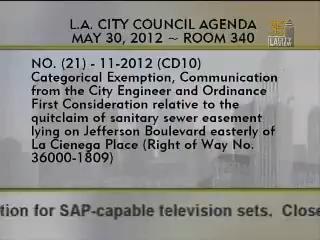 L.A. CITY COUNCIL AGENDA
MAY 30, 2012 ~ ROOM 340
NO. (21) - 11-2012 (CD10)
Categorical Exemption, Communication
from the City Engineer and Ordinance
First Consideration relative to the
quitclaim of sanitary sewer easement
lying on Jefferson Boulevard easterly of
La Cienega Place (Right of Way No.
36000-1809)
tion for SAP-capable television sets. Close